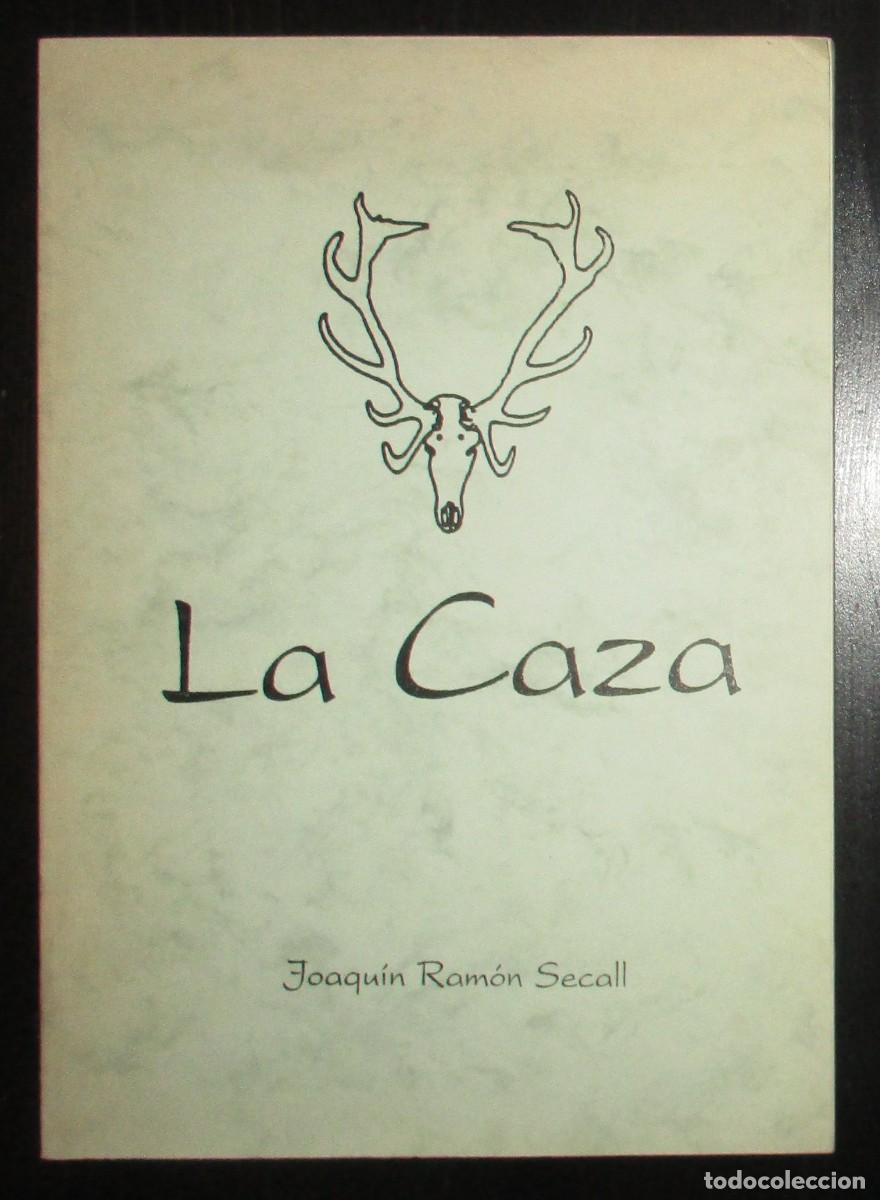 La Caza
Joaquín Ramón Secall
todocoleccion